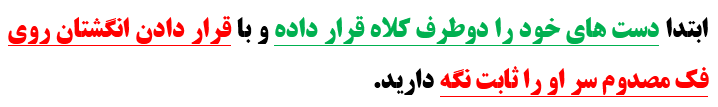 ابتدا دست های خود را دوطرف کلاه قرار داده و با قرار دادن انگشتان روی
فک مصدوم سر او را ثابت نگه دارید.